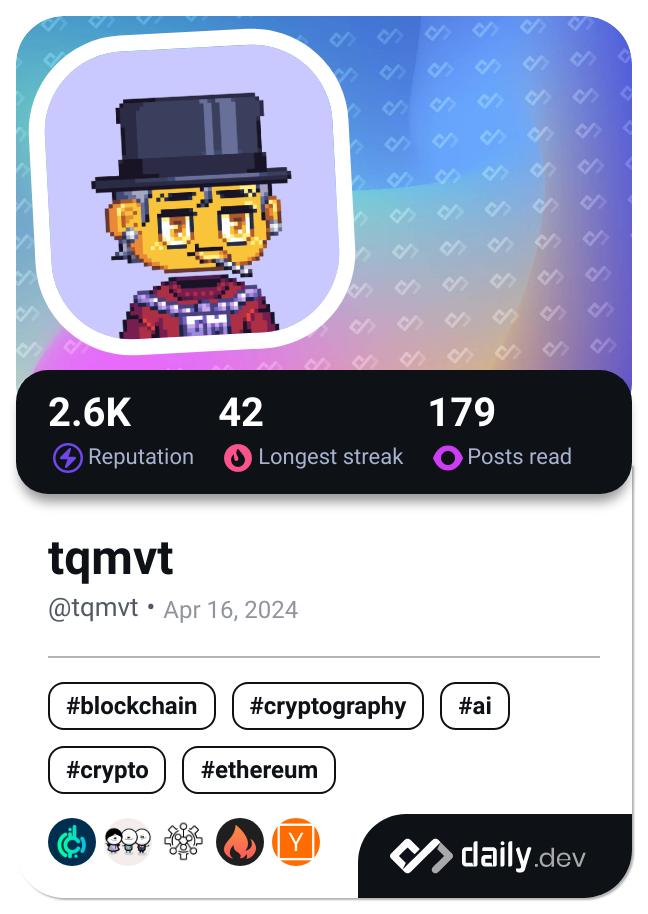 GM
2.6K 42 179
Reputation Longest streak Posts read
tqmvt
@tqmvt • Apr 16, 2024
#blockchain #cryptography #ai
#crypto #ethereum
Y
daily.dev